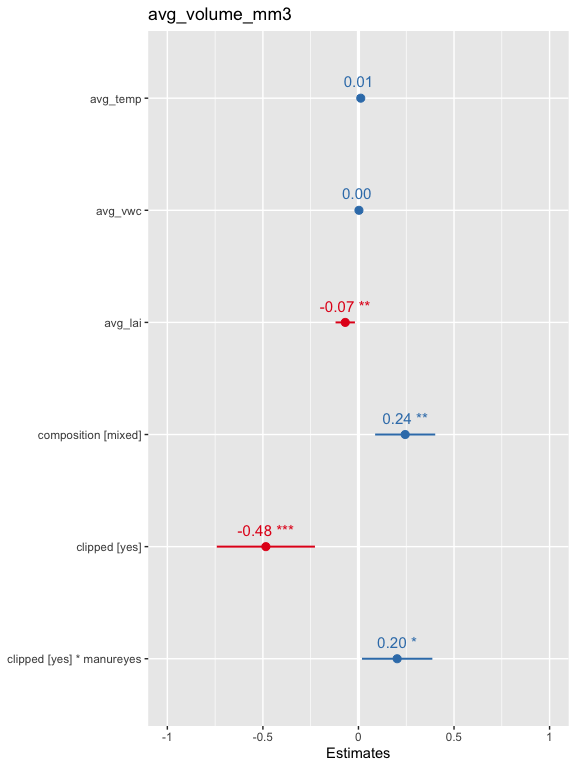 avg_volume_mm3
avg_temp
0.01
avg_vwc
0.00
avg_lai
-0.07 **
composition [mixed]
0.24 **
clipped [yes]
-0.48 ***
clipped [yes] * manureyes
0.20 *
-1 -0.5 0 0.5 1
Estimates